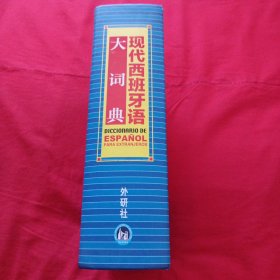 现代西班牙语
大词典
DICCIONARIO DE
ESPAÑOL
PARA EXTRANJEROS
外研社